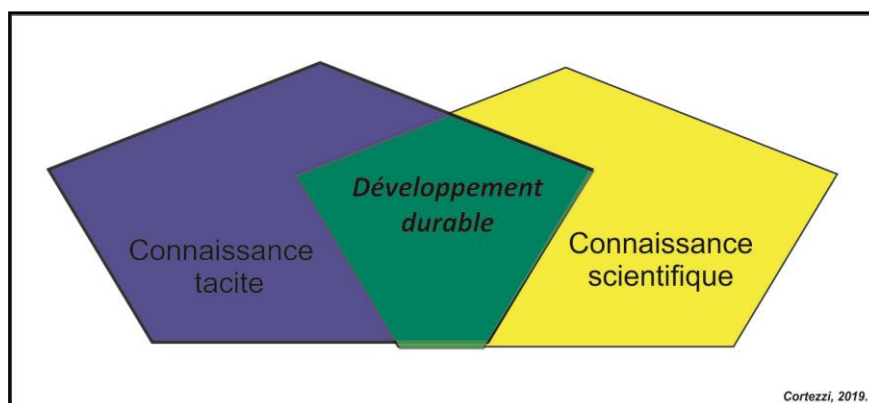 Développement
durable
Connaissance
tacite
Connaissance
scientifique
Cortezzi, 2019.